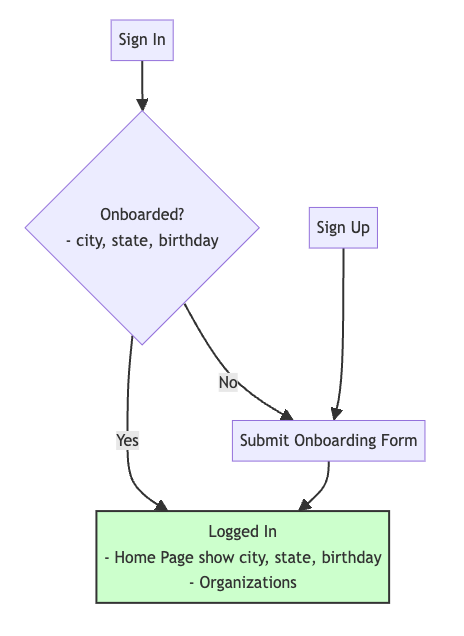 Sign In
Onboarded?
- city, state, birthday
Sign Up
No
Yes
Submit Onboarding Form
Logged In
- Home Page show city, state, birthday
- Organizations